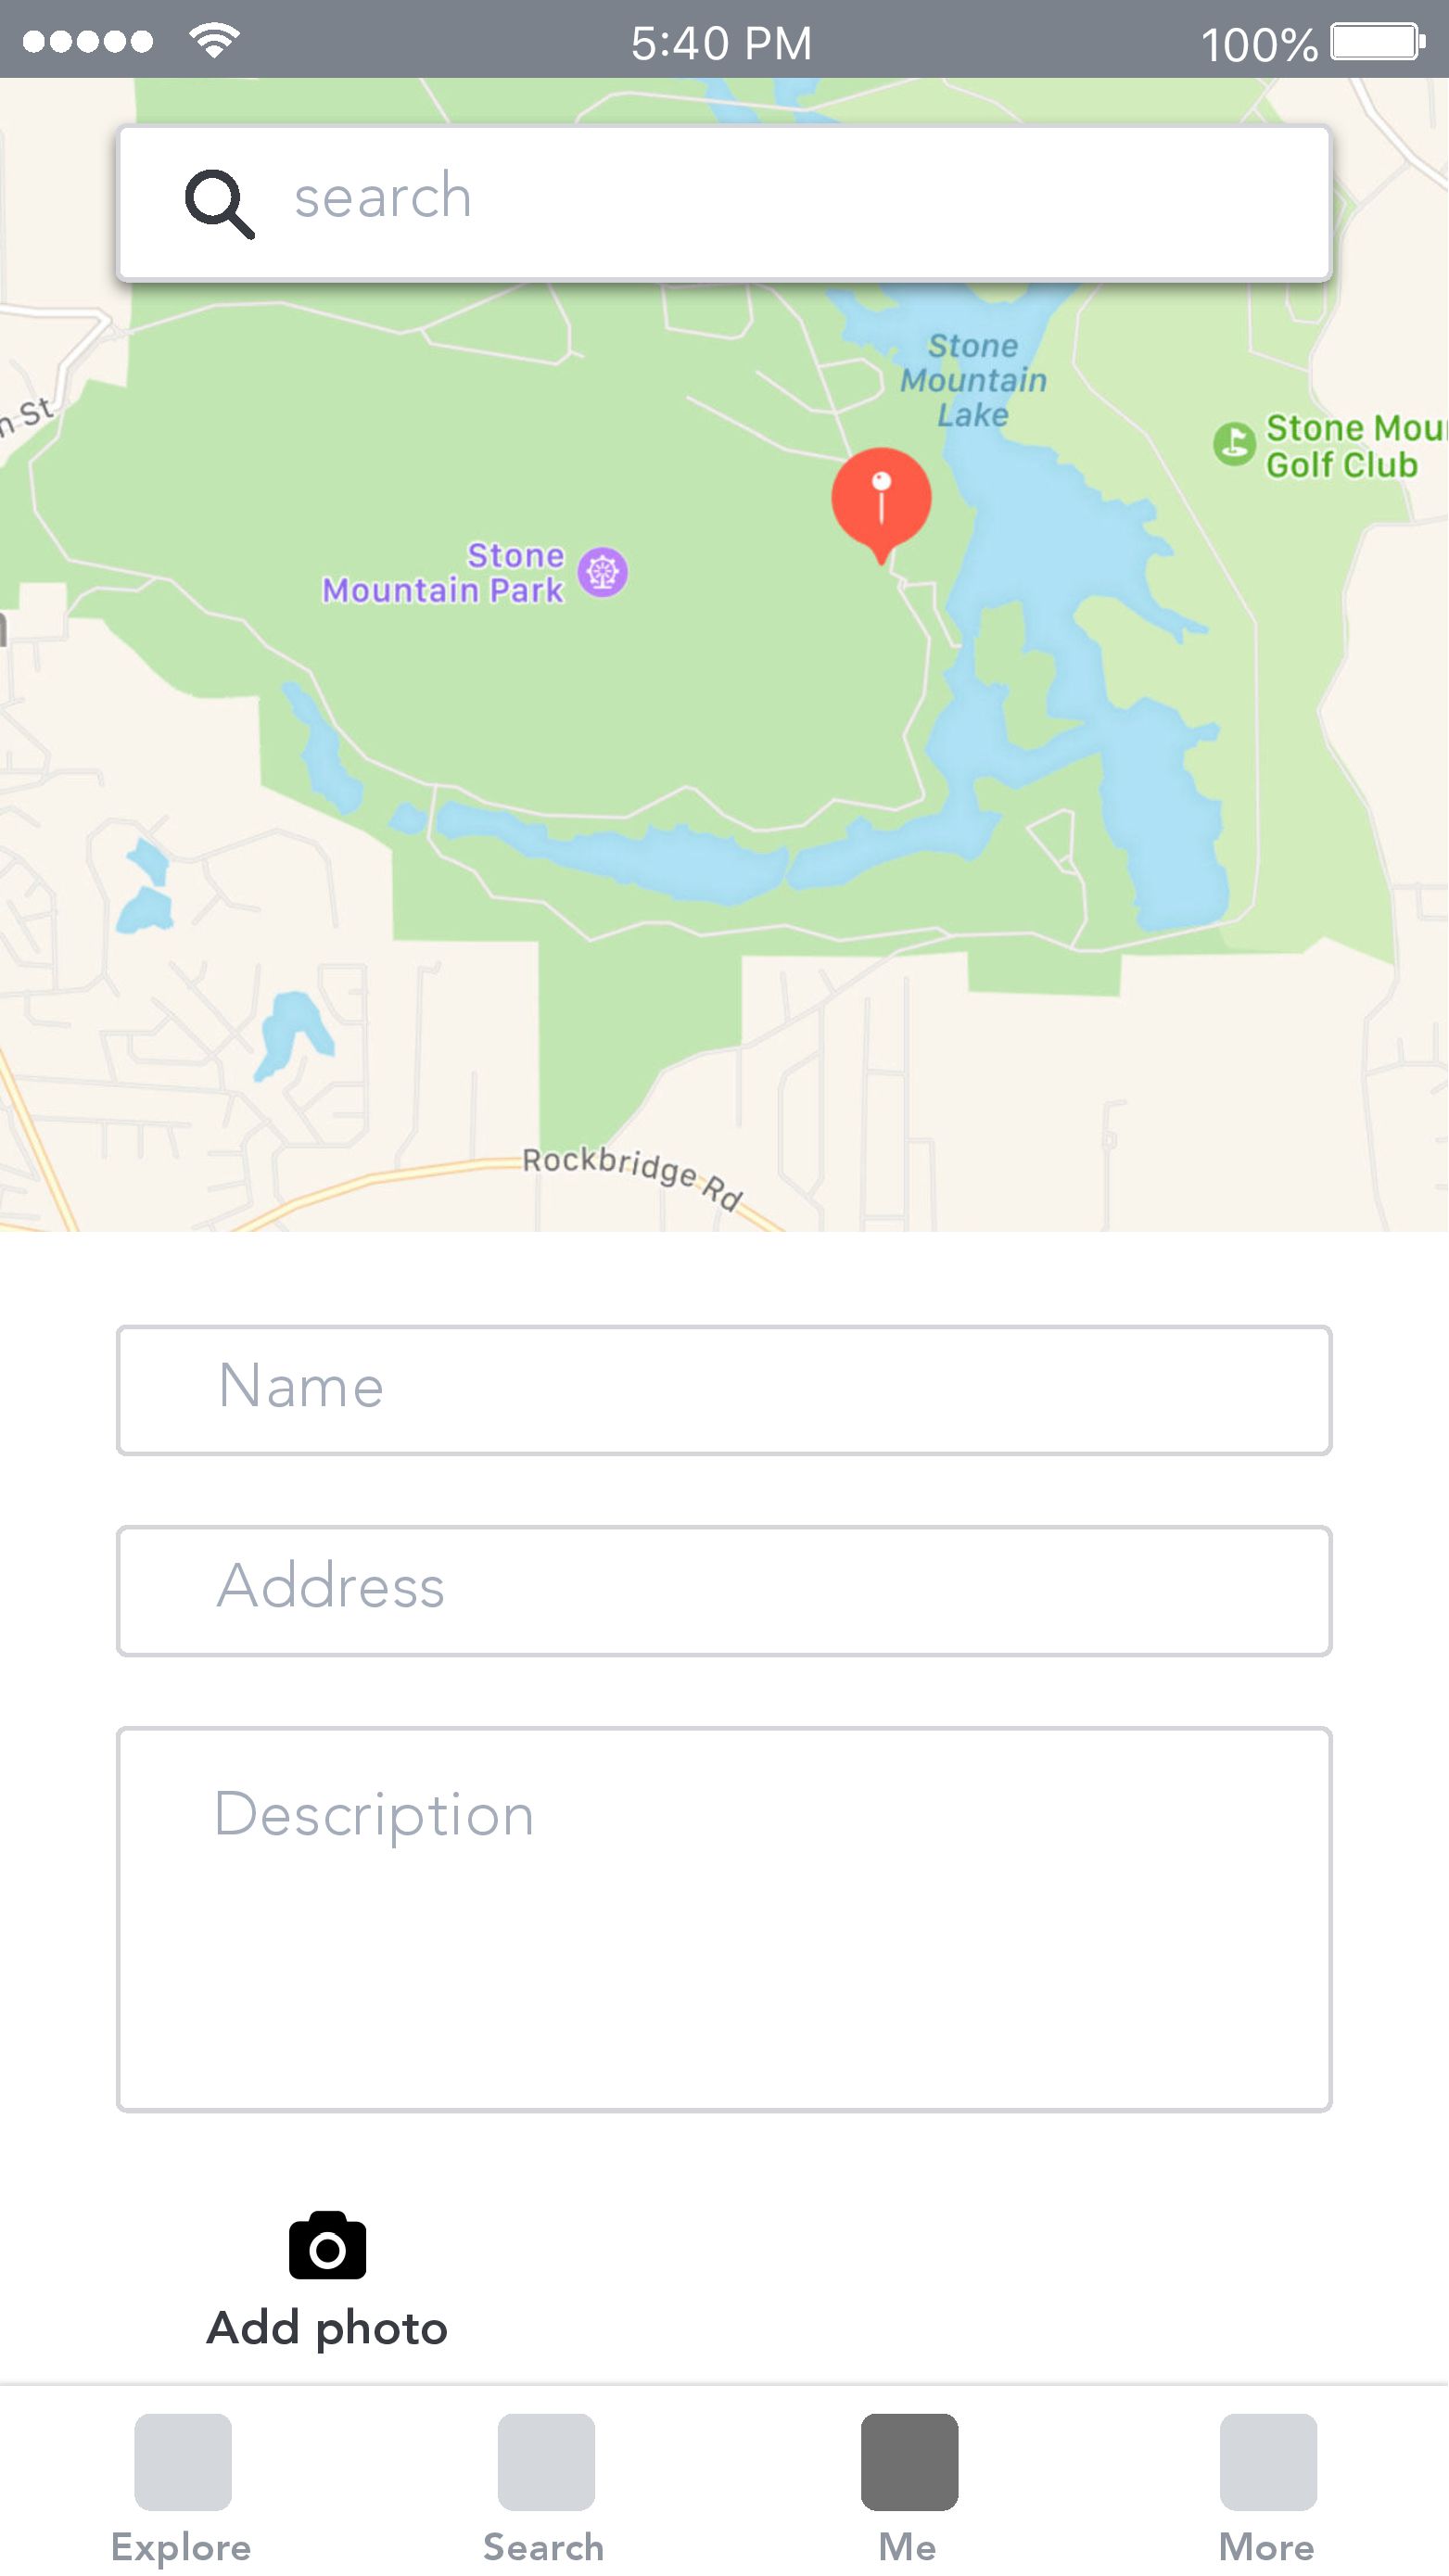 5:40 PM
100%
search
Stone
Mountain
Lake
n St
Stone Mou
Golf Club
Stone
Mountain Park
Rockbridge Rd
Name
Address
Description
Add photo
Explore
Search
Me
More